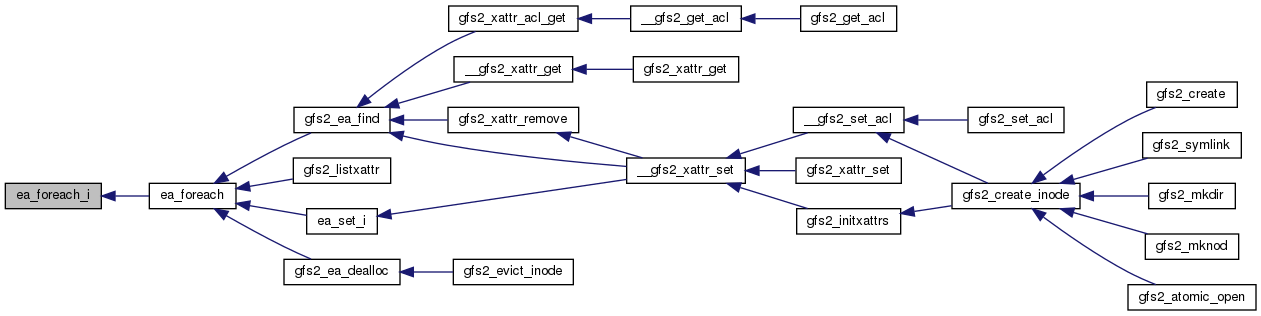 gfs2_xattr_acl_get
__gfs2_get_acl
gfs2_get_acl
__gfs2_xattr_get
gfs2_xattr_get
gfs2_create
gfs2_ea_find
gfs2_xattr_remove
__gfs2_set_acl
gfs2_set_acl
gfs2_symlink
gfs2_listxattr
__gfs2_xattr_set
gfs2_xattr_set
ea_foreach_i
ea_foreach
gfs2_create_inode
gfs2_mkdir
ea_set_i
gfs2_initxattrs
gfs2_mknod
gfs2_ea_dealloc
gfs2_evict_inode
gfs2_atomic_open